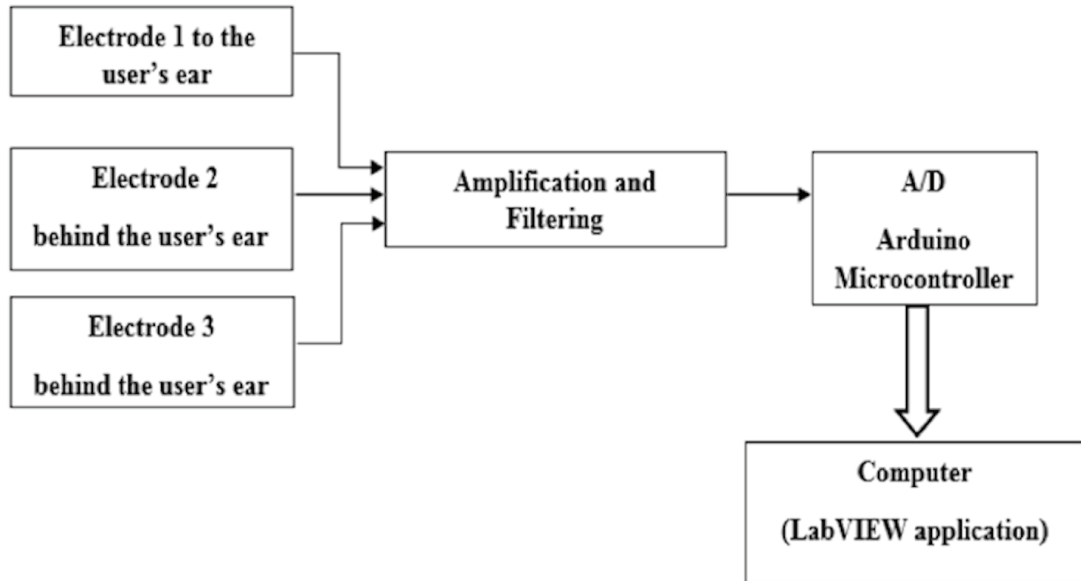 Electrode 1 to the
user's ear
Electrode 2
behind the user's ear
Electrode 3
behind the user's ear
Amplification and
Filtering
A/D
Arduino
Microcontroller
Computer
(LabVIEW application)